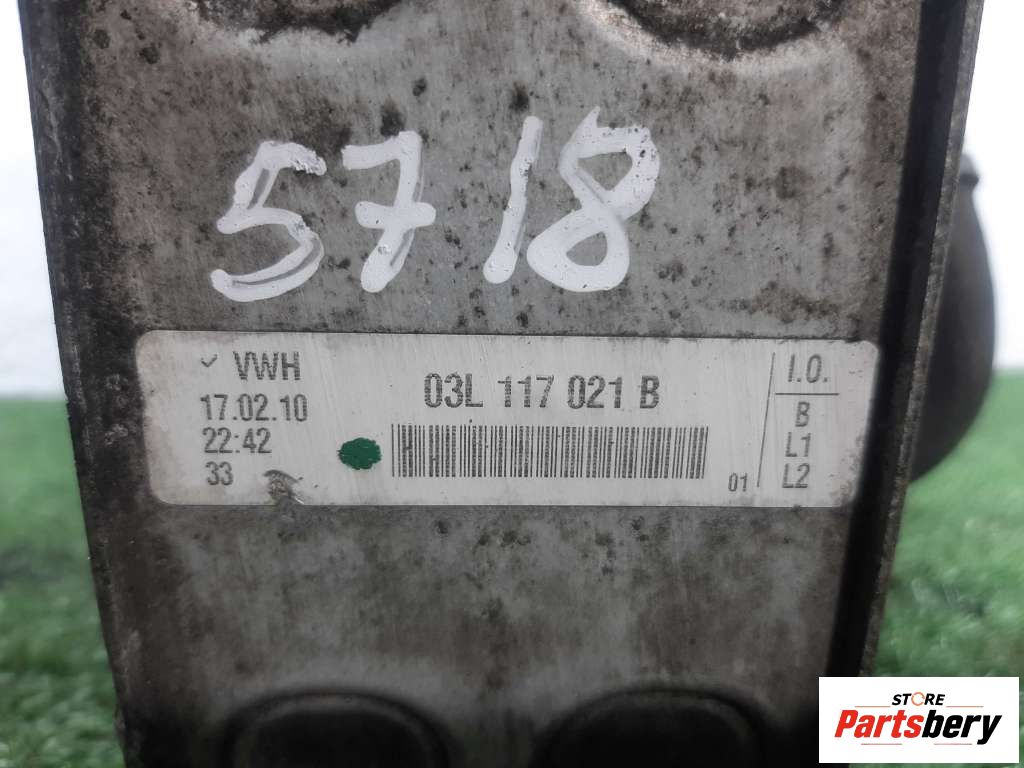 5718
✓ VWH
17.02.10
22:42
33
03L 117 021 B
01
I.O.
B
L1
L2
STORE
Partsbery